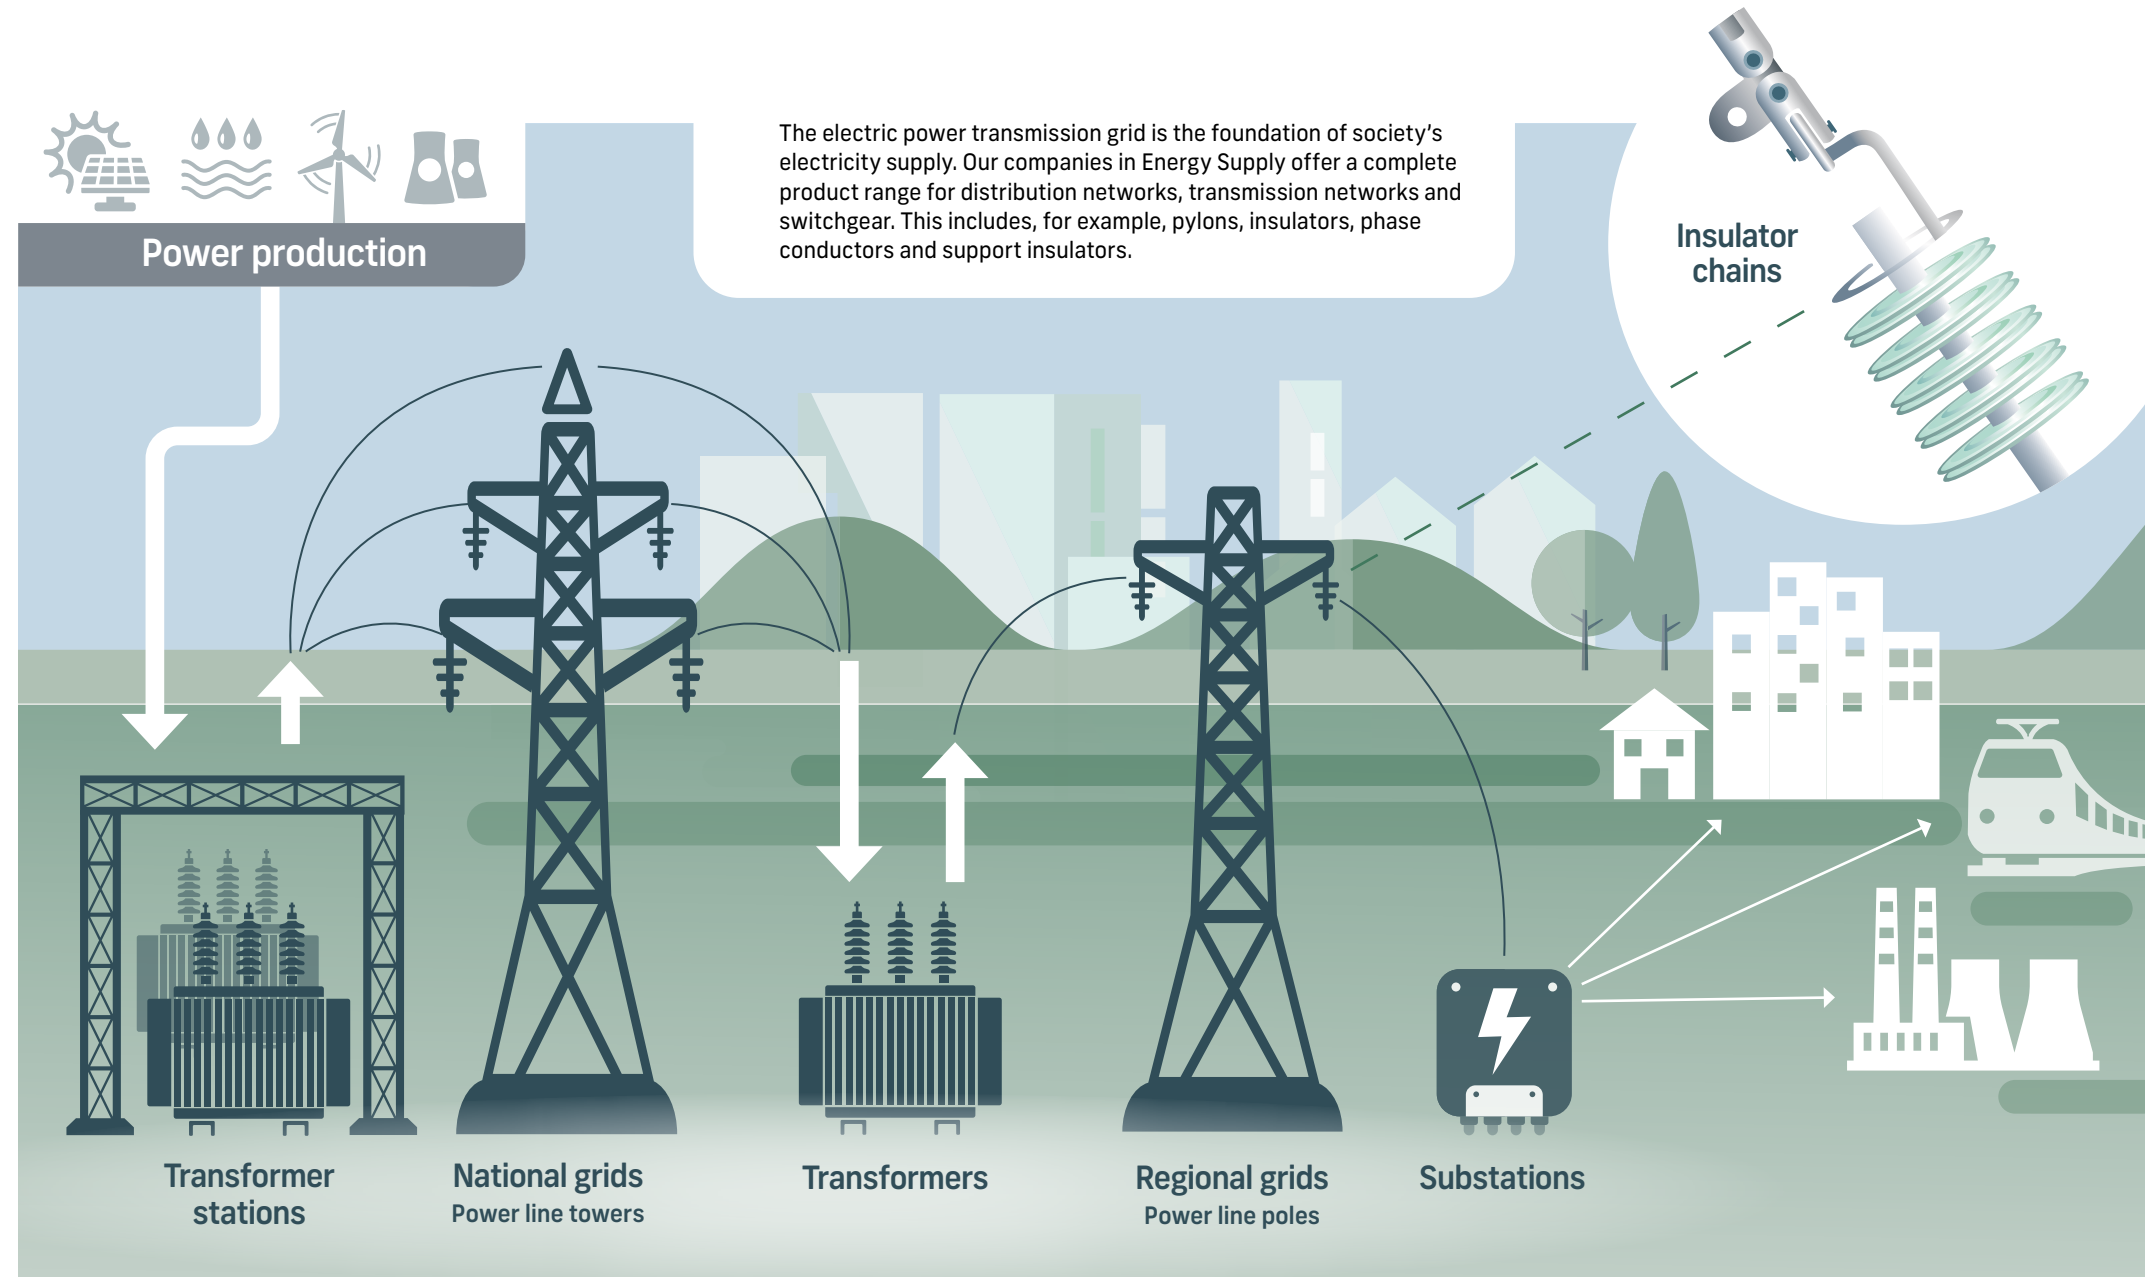 The electric power transmission grid is the foundation of society's
electricity supply. Our companies in Energy Supply offer a complete
product range for distribution networks, transmission networks and
switchgear. This includes, for example, pylons, insulators, phase
conductors and support insulators.
Power production
Insulator
chains
Transformer
stations
National grids
Power line towers
Transformers
Regional grids
Power line poles
Substations